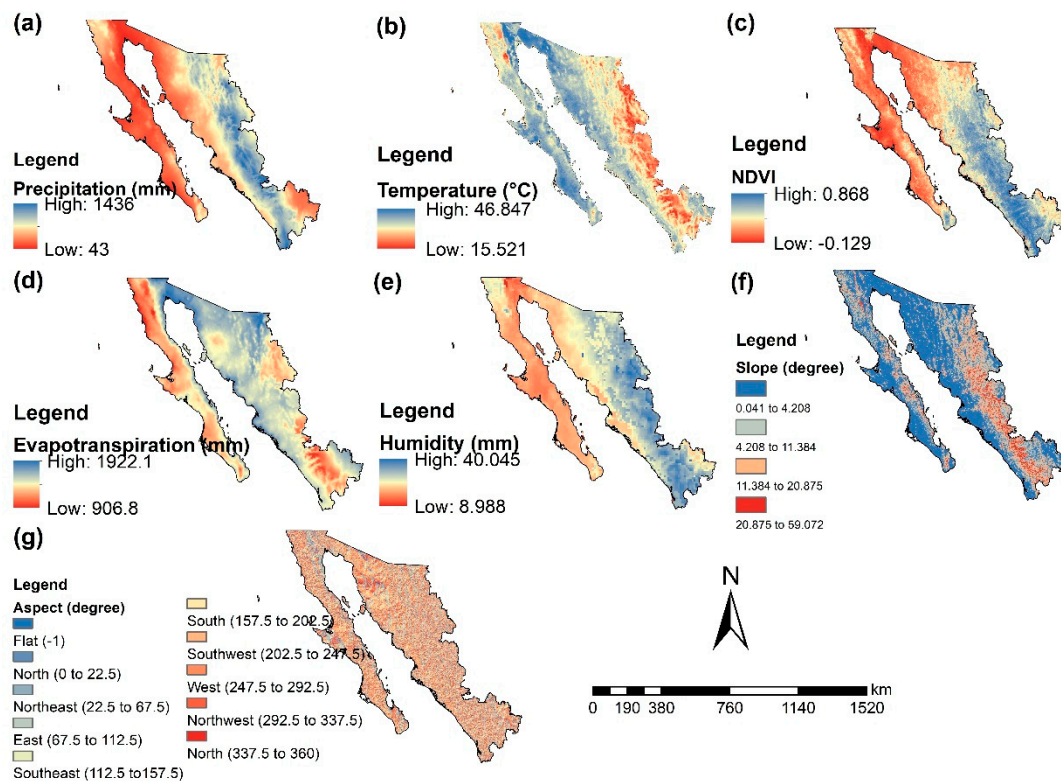 (a)
Legend
Precipitation (mm)
High: 1436
Low: 43
(b)
Legend
Temperature (°C)
High: 46.847
Low: 15.521
(c)
Legend
NDVI
High: 0.868
Low: -0.129
(d)
Legend
Evapotranspiration (mm)
High: 1922.1
Low: 906.8
(e)
Legend
Humidity (mm)
High: 40.045
Low: 8.988
(f)
Legend
Slope (degree)
0.041 to 4.208
4.208 to 11.384
11.384 to 20.875
20.875 to 59.072
(g)
Legend
Aspect (degree)
Flat (-1)
North (0 to 22.5)
Northeast (22.5 to 67.5)
East (67.5 to 112.5)
Southeast (112.5 to157.5)
South (157.5 to 202.5)
Southwest (202.5 to 247.5)
West (247.5 to 292.5)
Northwest (292.5 to 337.5)
North (337.5 to 360)
N
km
0 190 380 760 1140 1520